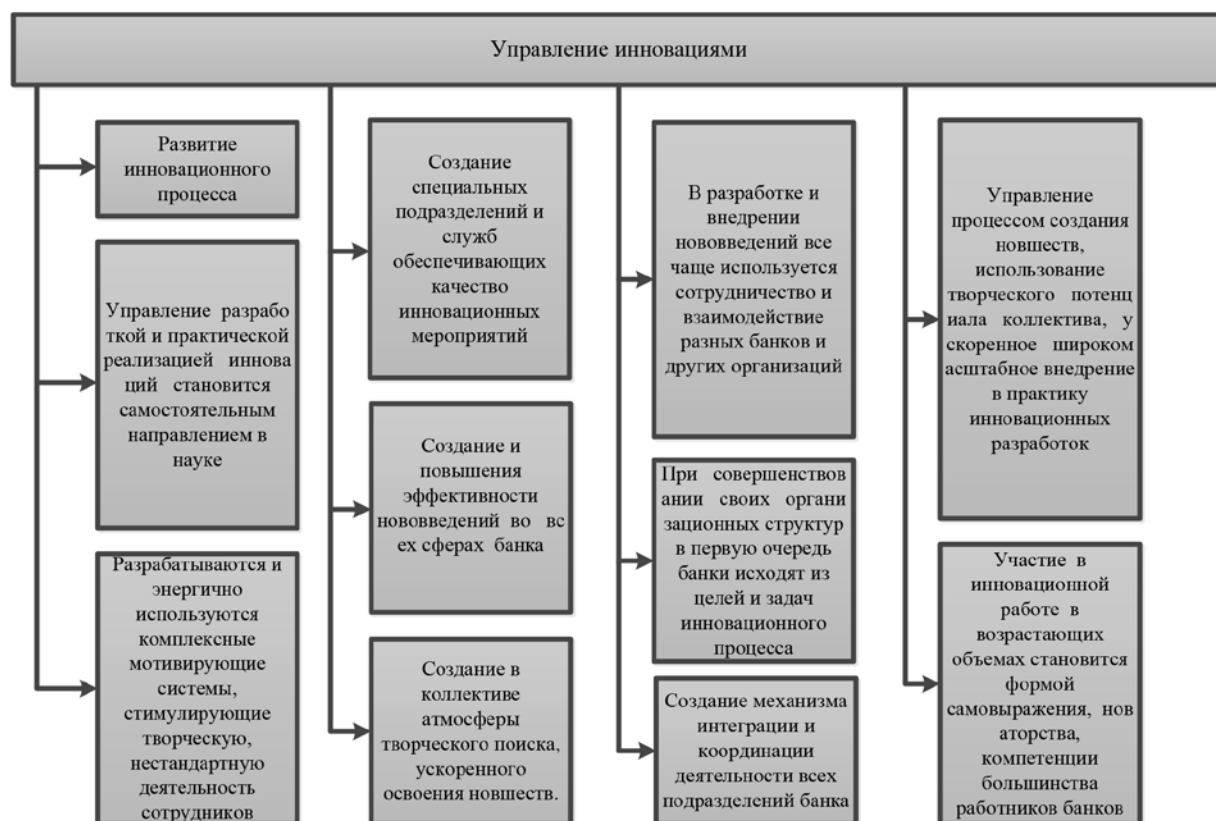 Управление инновациями
Развитие
инновационного
процесса
Управление разрабо
ткой и практической
реализацией иннова
ций становится
самостоятельным
направлением в
науке
Разрабатываются и
энергично
используются
комплексные
мотивирующие
системы,
стимулирующие
творческую,
нестандартную
деятельность
сотрудников
Создание
специальных
подразделений и
служб
обеспечивающих
качество
инновационных
мероприятий
Создание и
повышения
эффективности
нововведений во вс
ех сферах банка
Создание в
коллективе
атмосферы
творческого поиска,
ускоренного
освоения новшеств.
В разработке и
внедрении
нововведений все
чаще используется
сотрудничество и
взаимодействие
разных банков и
других организаций
При совершенствов
ании своих органи
зационных структур
в первую очередь
банки исходят из
целей и задач
инновационного
процесса
Создание механизма
интеграции и
координации
деятельности всех
подразделений банка
Управление
процессом создания
новшеств,
использование
творческого потенц
иала коллектива, у
скоренное широком
асштабное внедрение
в практику
инновационных
разработок
Участие в
инновационной
работе в
возрастающих
объемах становится
формой
самовыражения, нов
аторства,
компетенции
большинства
работников банков